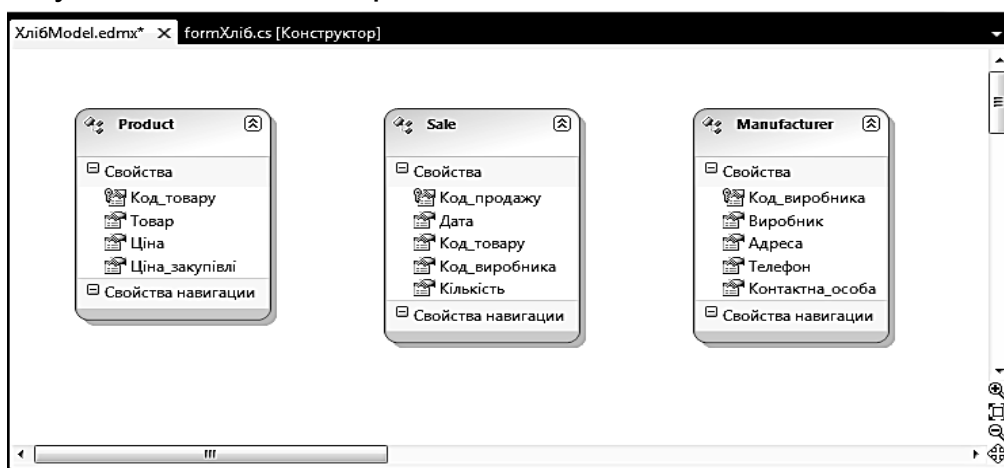 ХлібModel.edmx* formХліб.cs [Конструктор]
Product
Свойства
Код_товару
Товар
Ціна
Ціна_закупівлі
Свойства навигации
Sale
Свойства
Код_продажу
Дата
Код_товару
Код_виробника
Кількість
Свойства навигации
Manufacturer
Свойства
Код_виробника
Виробник
Адреса
Телефон
Контактна_особа
Свойства навигации